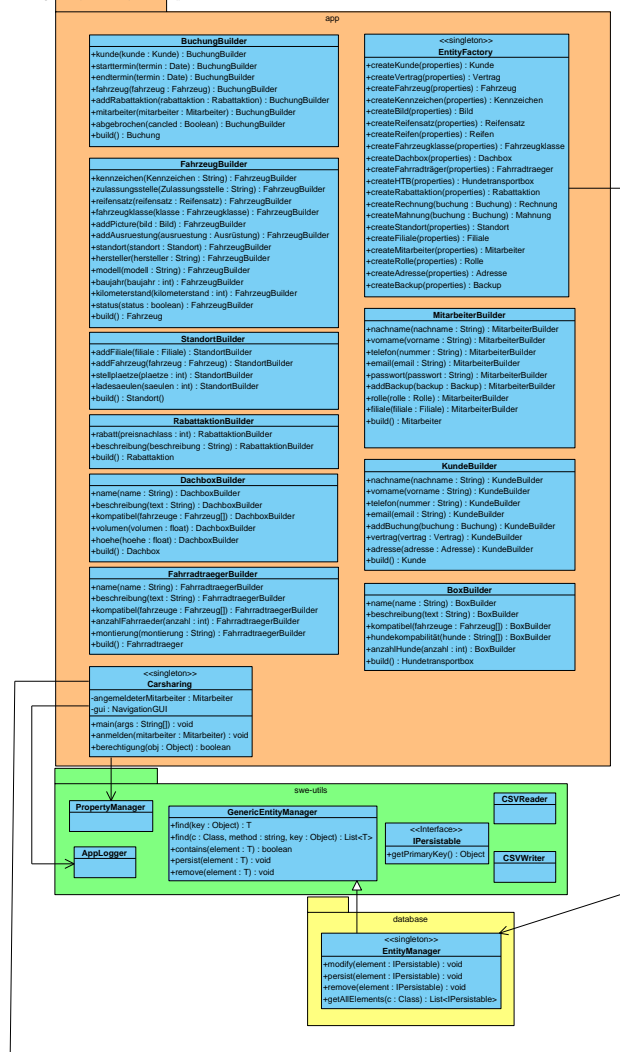 app
BuchungBuilder
+kunde(kunde : Kunde) : BuchungBuilder
+starttermin(termin : Date) : BuchungBuilder
+endtermin(termin : Date) : BuchungBuilder
+fahrzeug(fahrzeug : Fahrzeug) : BuchungBuilder
+addRabattaktion(rabattaktion : Rabattaktion) : BuchungBuilder
+mitarbeiter(mitarbeiter : Mitarbeiter) : BuchungBuilder
+abgebrochen(cancled : Boolean) : BuchungBuilder
+build() : Buchung
<<singleton>>
EntityFactory
+createKunde(properties) : Kunde
+createVertrag(properties) : Vertrag
+createFahrzeug(properties) : Fahrzeug
+createKennzeichen(properties) : Kennzeichen
+createBild(properties) : Bild
+createReifensatz(properties) : Reifensatz
+createReifen(properties) : Reifen
+createFahrzeugklasse(properties) : Fahrzeugklasse
+createDachbox(properties) : Dachbox
+createFahrradträger(properties) : Fahrradtraeger
+createHTB(properties) : Hundetransportbox
+createRabattaktion(properties) : Rabattaktion
+createRechnung(buchung : Buchung) : Rechnung
+createMahnung(buchung : Buchung) : Mahnung
+createStandort(properties) : Standort
+createFiliale(properties) : Filiale
+createMitarbeiter(properties) : Mitarbeiter
+createRolle(properties) : Rolle
+createAdresse(properties) : Adresse
+createBackup(properties) : Backup
FahrzeugBuilder
+kennzeichen(Kennzeichen : String) : FahrzeugBuilder
+zulassungsstelle(Zulassungsstelle : String) : FahrzeugBuilder
+reifensatz(reifensatz : Reifensatz) : FahrzeugBuilder
+fahrzeugklasse(klasse : Fahrzeugklasse) : FahrzeugBuilder
+addPicture(bild : Bild) : FahrzeugBuilder
+addAusruestung(ausruestung : Ausrüstung) : FahrzeugBuilder
+standort(standort : Standort) : FahrzeugBuilder
+hersteller(hersteller : String) : FahrzeugBuilder
+modell(modell : String) : FahrzeugBuilder
+baujahr(baujahr : int) : FahrzeugBuilder
+kilometerstand(kilometerstand : int) : FahrzeugBuilder
+status(status : boolean) : FahrzeugBuilder
+build() : Fahrzeug
MitarbeiterBuilder
+nachname(nachname : String) : MitarbeiterBuilder
+vorname(vorname : String) : MitarbeiterBuilder
+telefon(nummer : String) : MitarbeiterBuilder
+email(email : String) : MitarbeiterBuilder
+passwort(passwort : String) : MitarbeiterBuilder
+addBackup(backup : Backup) : MitarbeiterBuilder
+rolle(rolle : Rolle) : MitarbeiterBuilder
+filiale(filiale : Filiale) : MitarbeiterBuilder
+build() : Mitarbeiter
StandortBuilder
+addFiliale(filiale : Filiale) : StandortBuilder
+addFahrzeug(fahrzeug : Fahrzeug) : StandortBuilder
+stellplaetze(plaetze : int) : StandortBuilder
+ladesaeulen(saeulen : int) : StandortBuilder
+build() : Standort()
RabattaktionBuilder
+rabatt(preisnachlass : int) : RabattaktionBuilder
+beschreibung(beschreibung : String) : RabattaktionBuilder
+build() : Rabattaktion
KundeBuilder
+nachname(nachname : String) : KundeBuilder
+vorname(vorname : String) : KundeBuilder
+telefon(nummer : String) : KundeBuilder
+email(email : String) : KundeBuilder
+addBuchung(buchung : Buchung) : KundeBuilder
+vertrag(vertrag : Vertrag) : KundeBuilder
+adresse(adresse : Adresse) : KundeBuilder
+build() : Kunde
DachboxBuilder
+name(name : String) : DachboxBuilder
+beschreibung(text : String) : DachboxBuilder
+kompatibel(fahrzeuge : Fahrzeug[]) : DachboxBuilder
+volumen(volumen : float) : DachboxBuilder
+hoehe(hoehe : float) : DachboxBuilder
+build() : Dachbox
FahrradtraegerBuilder
+name(name : String) : FahrradtraegerBuilder
+beschreibung(text : String) : FahrradtraegerBuilder
+kompatibel(fahrzeuge : Fahrzeug[]) : FahrradtraegerBuilder
+anzahlFahrraeder(anzahl : int) : FahrradtraegerBuilder
+montierung(montierung : String) : FahrradtraegerBuilder
+build() : Fahrradtraeger
BoxBuilder
+name(name : String) : BoxBuilder
+beschreibung(text : String) : BoxBuilder
+kompatibel(fahrzeuge : Fahrzeug[]) : BoxBuilder
+hundekompabilität(hunde : String[]) : BoxBuilder
+anzahlHunde(anzahl : int) : BoxBuilder
+build() : Hundetransportbox
<<singleton>>
Carsharing
-angemeldeterMitarbeiter : Mitarbeiter
-gui : NavigationGUI
+main(args : String[]) : void
+anmelden(mitarbeiter : Mitarbeiter) : void
+berechtigung(obj : Object) : boolean
swe-utils
PropertyManager
AppLogger
GenericEntityManager
+find(key : Object) : T
+find(c : Class, method : string, key : Object) : List<T>
+contains(element : T) : boolean
+persist(element : T) : void
+remove(element : T) : void
<<Interface>>
IPersistable
+getPrimaryKey() : Object
CSVReader
CSVWriter
database
<<singleton>>
EntityManager
+modify(element : IPersistable) : void
+persist(element : IPersistable) : void
+remove(element : IPersistable) : void
+getAllElements(c : Class) : List<IPersistable>